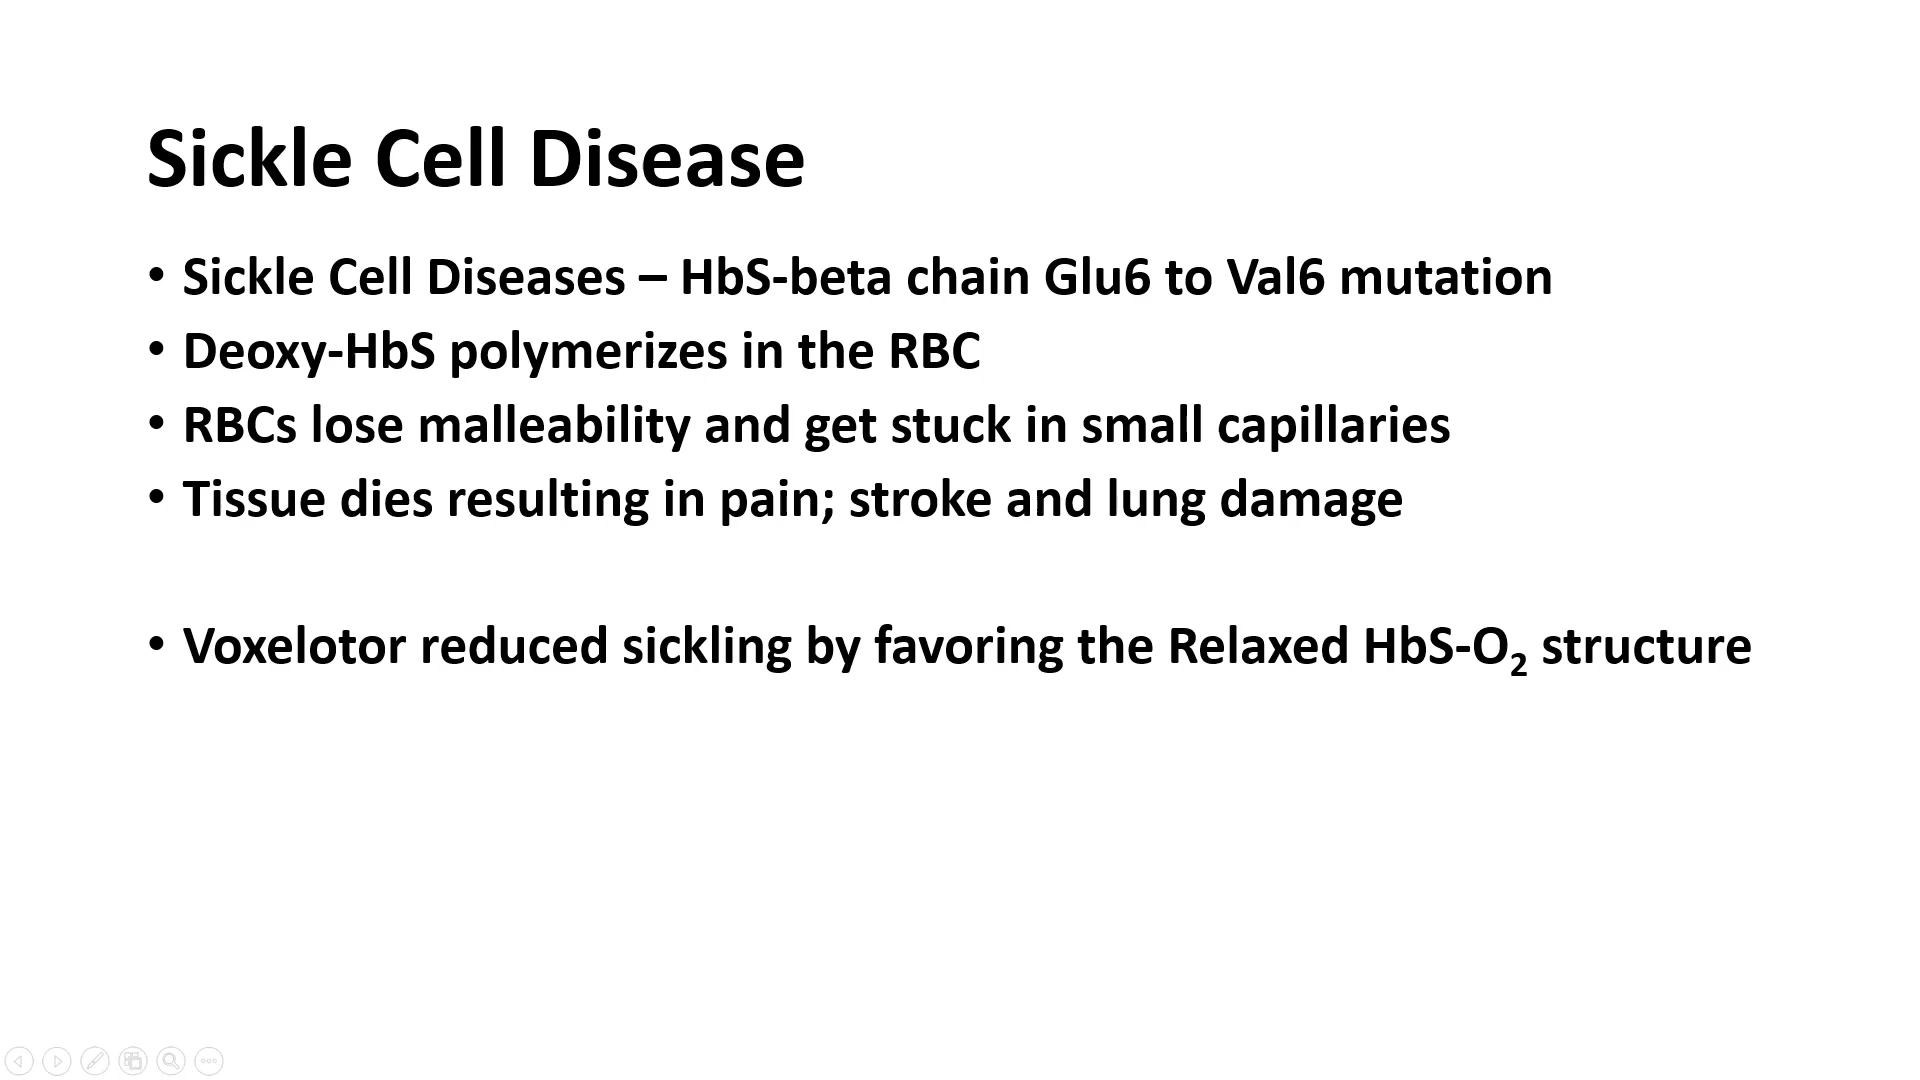 Sickle Cell Disease
• Sickle Cell Diseases – HbS-beta chain Glu6 to Val6 mutation
• Deoxy-HbS polymerizes in the RBC
• RBCs lose malleability and get stuck in small capillaries
• Tissue dies resulting in pain; stroke and lung damage
• Voxelotor reduced sickling by favoring the Relaxed HbS-O₂ structure